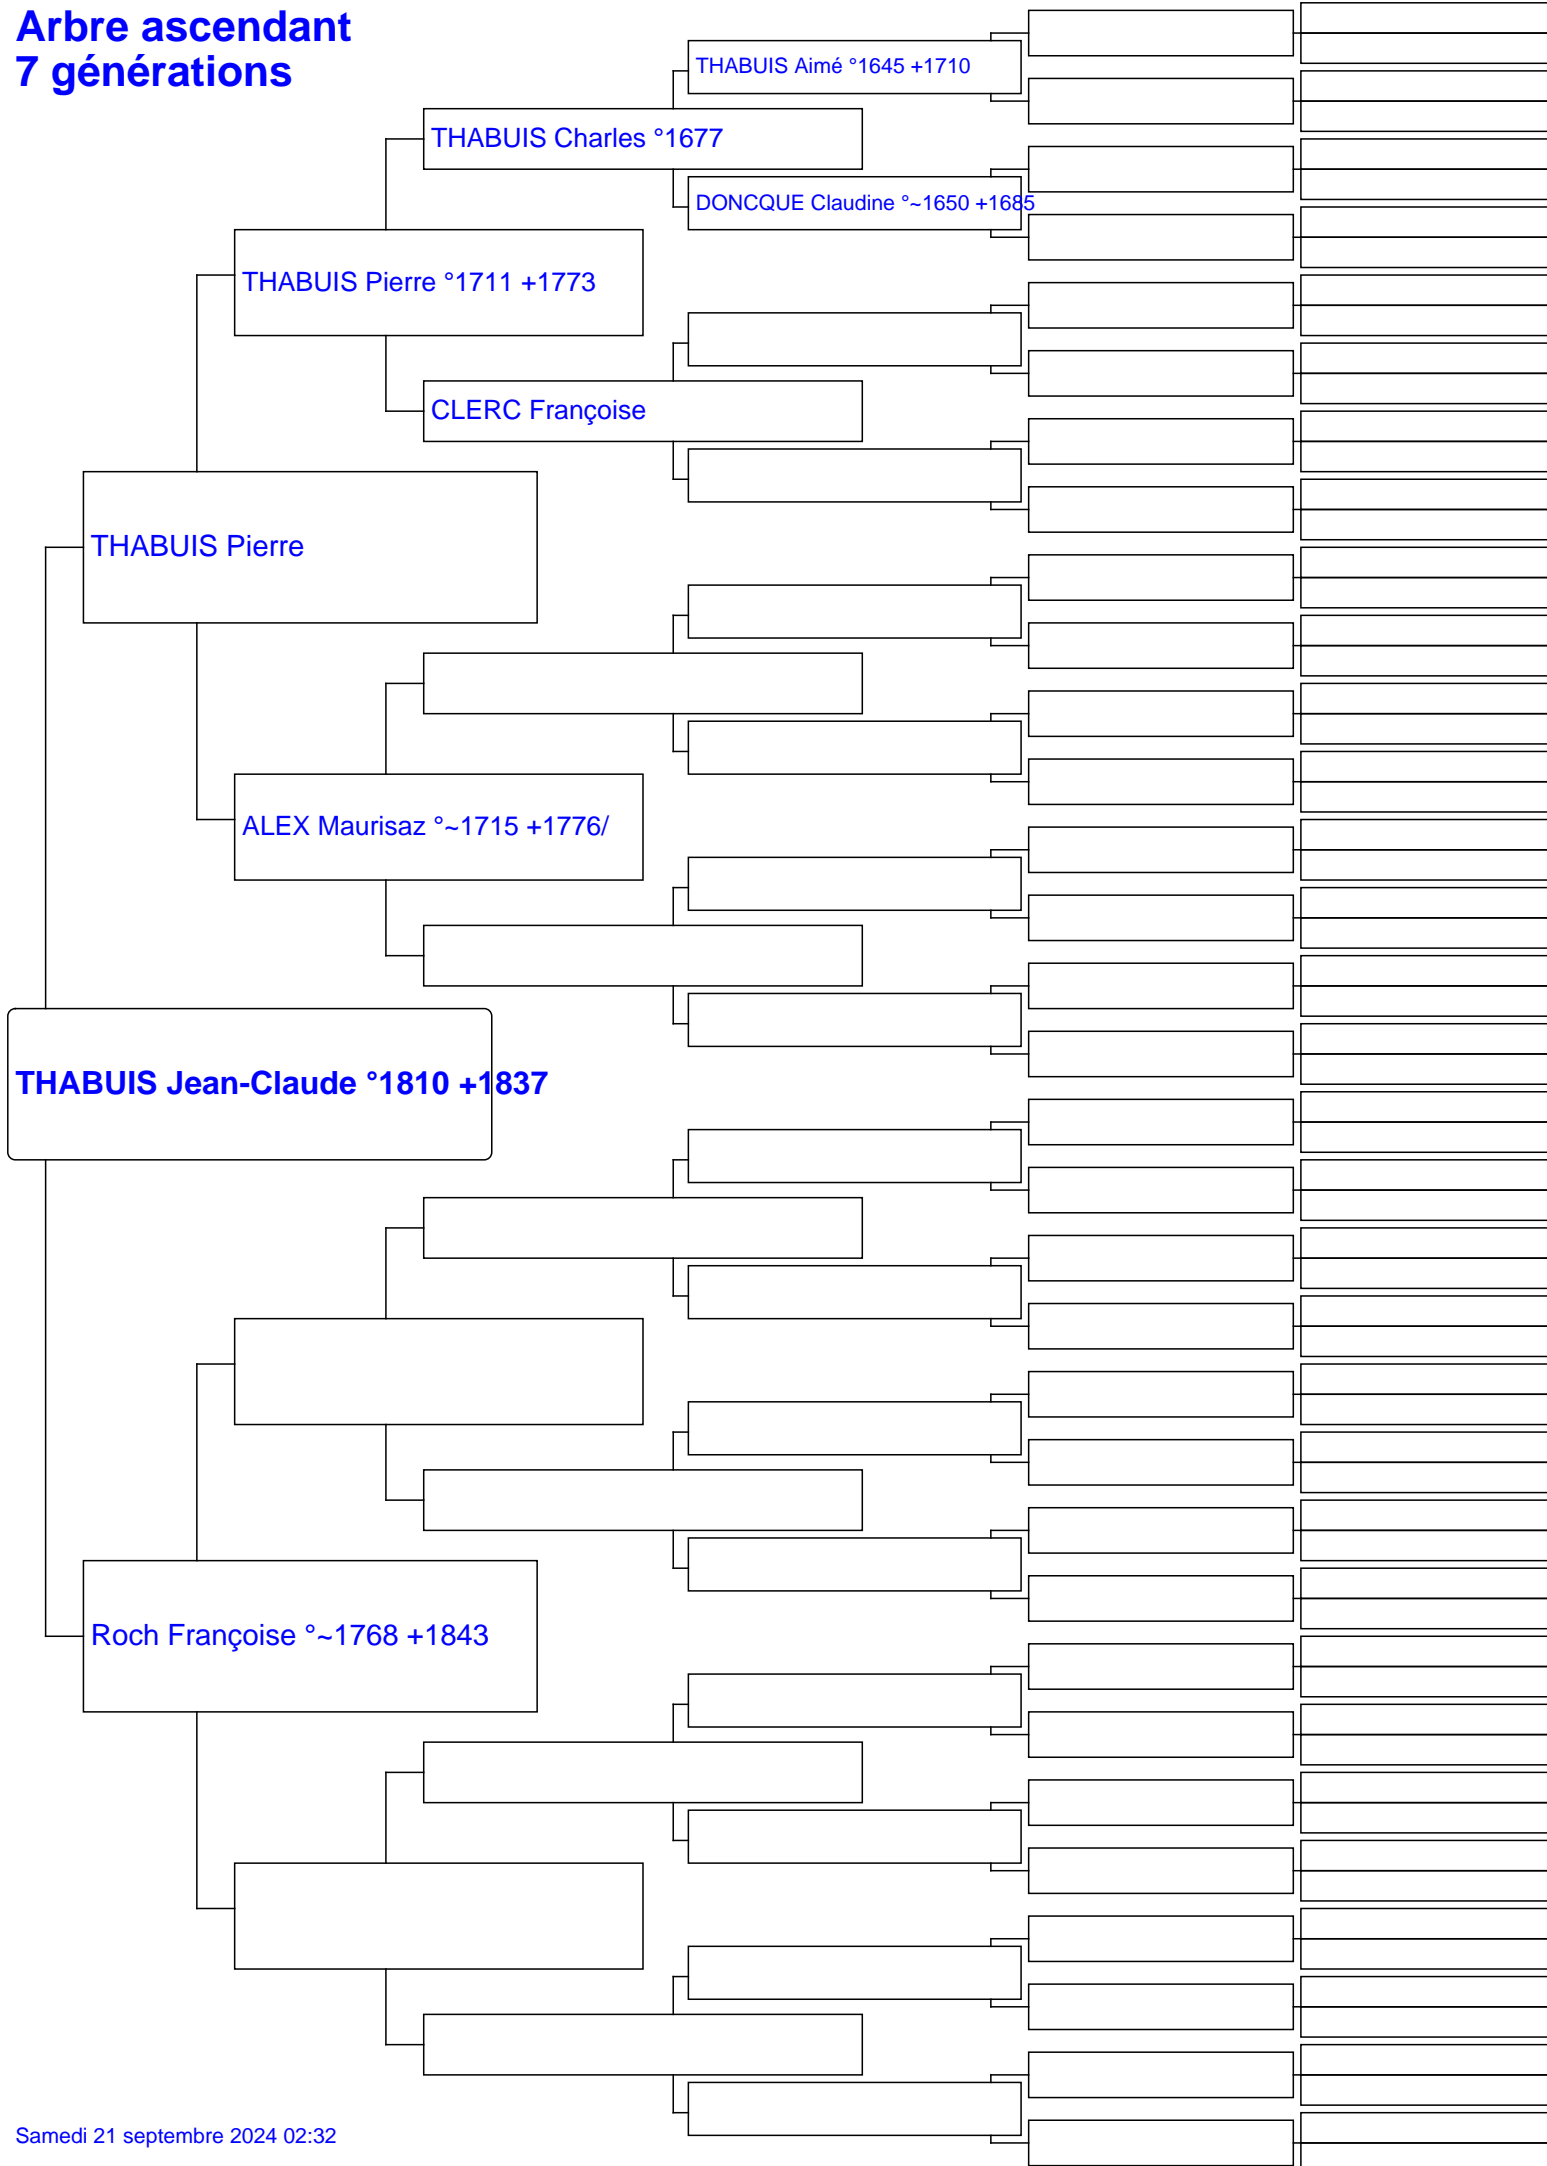 Arbre ascendant
7 générations
THABUIS Aimé °1645 +1710
THABUIS Charles °1677
DONCQUE Claudine °~1650 +1685
THABUIS Pierre °1711 +1773
CLERC Françoise
THABUIS Pierre
ALEX Maurisaz °~1715 +1776/
THABUIS Jean-Claude °1810 +1837
Roch Françoise °~1768 +1843
Samedi 21 septembre 2024 02:32